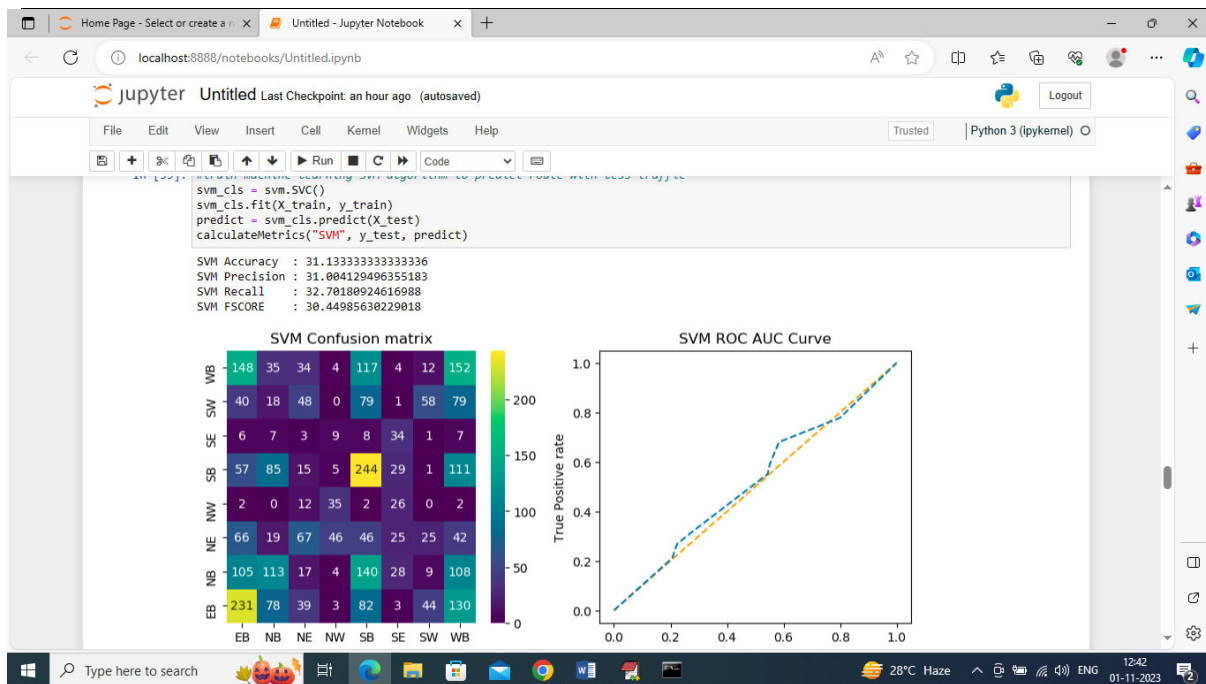 Home Page - Select or create a n
Untitled - Jupyter Notebook
localhost:8888/notebooks/Untitled.ipynb
jupyter Untitled Last Checkpoint: an hour ago (autosaved)
Logout
File Edit View Insert Cell Kernel Widgets Help
Trusted
Python 3 (ipykernel)
Run
Code
svm_cls = svm.SVC()
svm_cls.fit(X_train, y_train)
predict = svm_cls.predict(X_test)
calculateMetrics("SVM", y_test, predict)
SVM Accuracy : 31.133333333333336
SVM Precision : 31.004129496355183
SVM Recall : 32.70180924616988
SVM FSCORE : 30.44985630229018
SVM Confusion matrix
WB 148 35 34 4 117 4 12 152
SW 40 18 48 0 79 1 58 79
SE 6 7 3 9 8 34 1 7
SB 57 85 15 5 244 29 1 111
NW 2 0 12 35 2 26 0 2
NE 66 19 67 46 46 25 25 42
NB 105 113 17 4 140 28 9 108
EB 231 78 39 3 82 3 44 130
EB NB NE NW SB SE SW WB
200
150
100
50
0
SVM ROC AUC Curve
True Positive rate
1.0
0.8
0.6
0.4
0.2
0.0
0.0 0.2 0.4 0.6 0.8 1.0
Type here to search
28°C Haze
ENG
12:42
01-11-2023
2